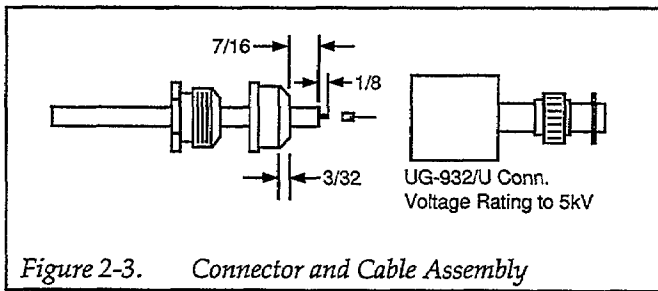 7/16
1/8
3/32
UG-932/U Conn.
Voltage Rating to 5kV
Figure 2-3. Connector and Cable Assembly